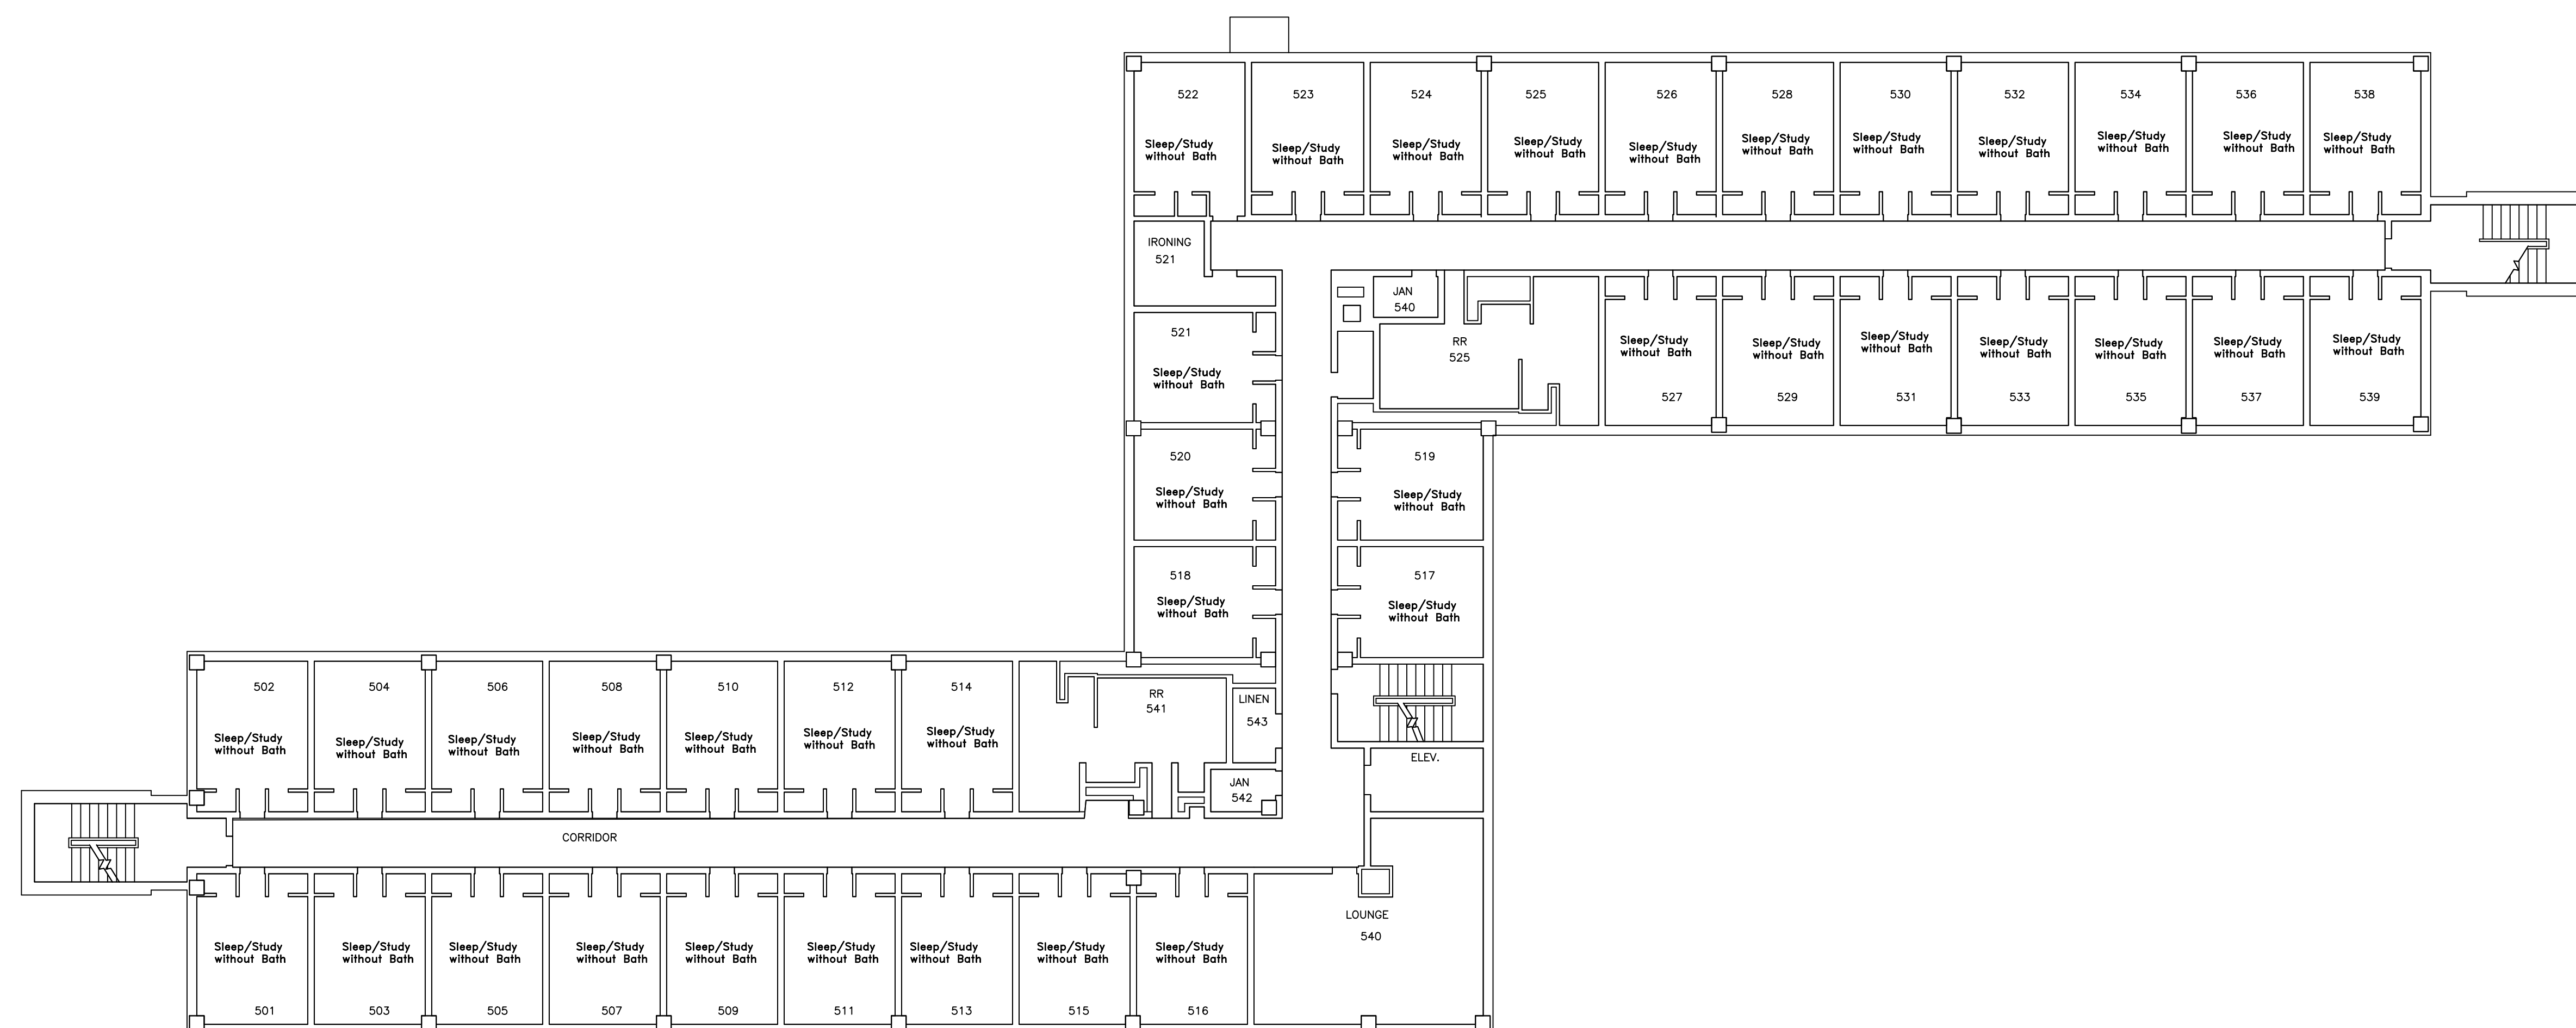 522
523
524
525
526
528
530
532
534
536
538
Sleep/Study
without Bath
Sleep/Study
without Bath
Sleep/Study
without Bath
Sleep/Study
without Bath
Sleep/Study
without Bath
Sleep/Study
without Bath
Sleep/Study
without Bath
Sleep/Study
without Bath
Sleep/Study
without Bath
Sleep/Study
without Bath
Sleep/Study
without Bath
IRONING
521
JAN
540
RR
525
521
Sleep/Study
without Bath
Sleep/Study
without Bath
Sleep/Study
without Bath
Sleep/Study
without Bath
Sleep/Study
without Bath
Sleep/Study
without Bath
Sleep/Study
without Bath
Sleep/Study
without Bath
527
529
531
533
535
537
539
520
Sleep/Study
without Bath
519
Sleep/Study
without Bath
518
Sleep/Study
without Bath
517
Sleep/Study
without Bath
502
504
506
508
510
512
514
RR
541
LINEN
543
Sleep/Study
without Bath
Sleep/Study
without Bath
Sleep/Study
without Bath
Sleep/Study
without Bath
Sleep/Study
without Bath
Sleep/Study
without Bath
Sleep/Study
without Bath
ELEV.
JAN
542
CORRIDOR
LOUNGE
540
Sleep/Study
without Bath
Sleep/Study
without Bath
Sleep/Study
without Bath
Sleep/Study
without Bath
Sleep/Study
without Bath
Sleep/Study
without Bath
Sleep/Study
without Bath
Sleep/Study
without Bath
Sleep/Study
without Bath
501
503
505
507
509
511
513
515
516